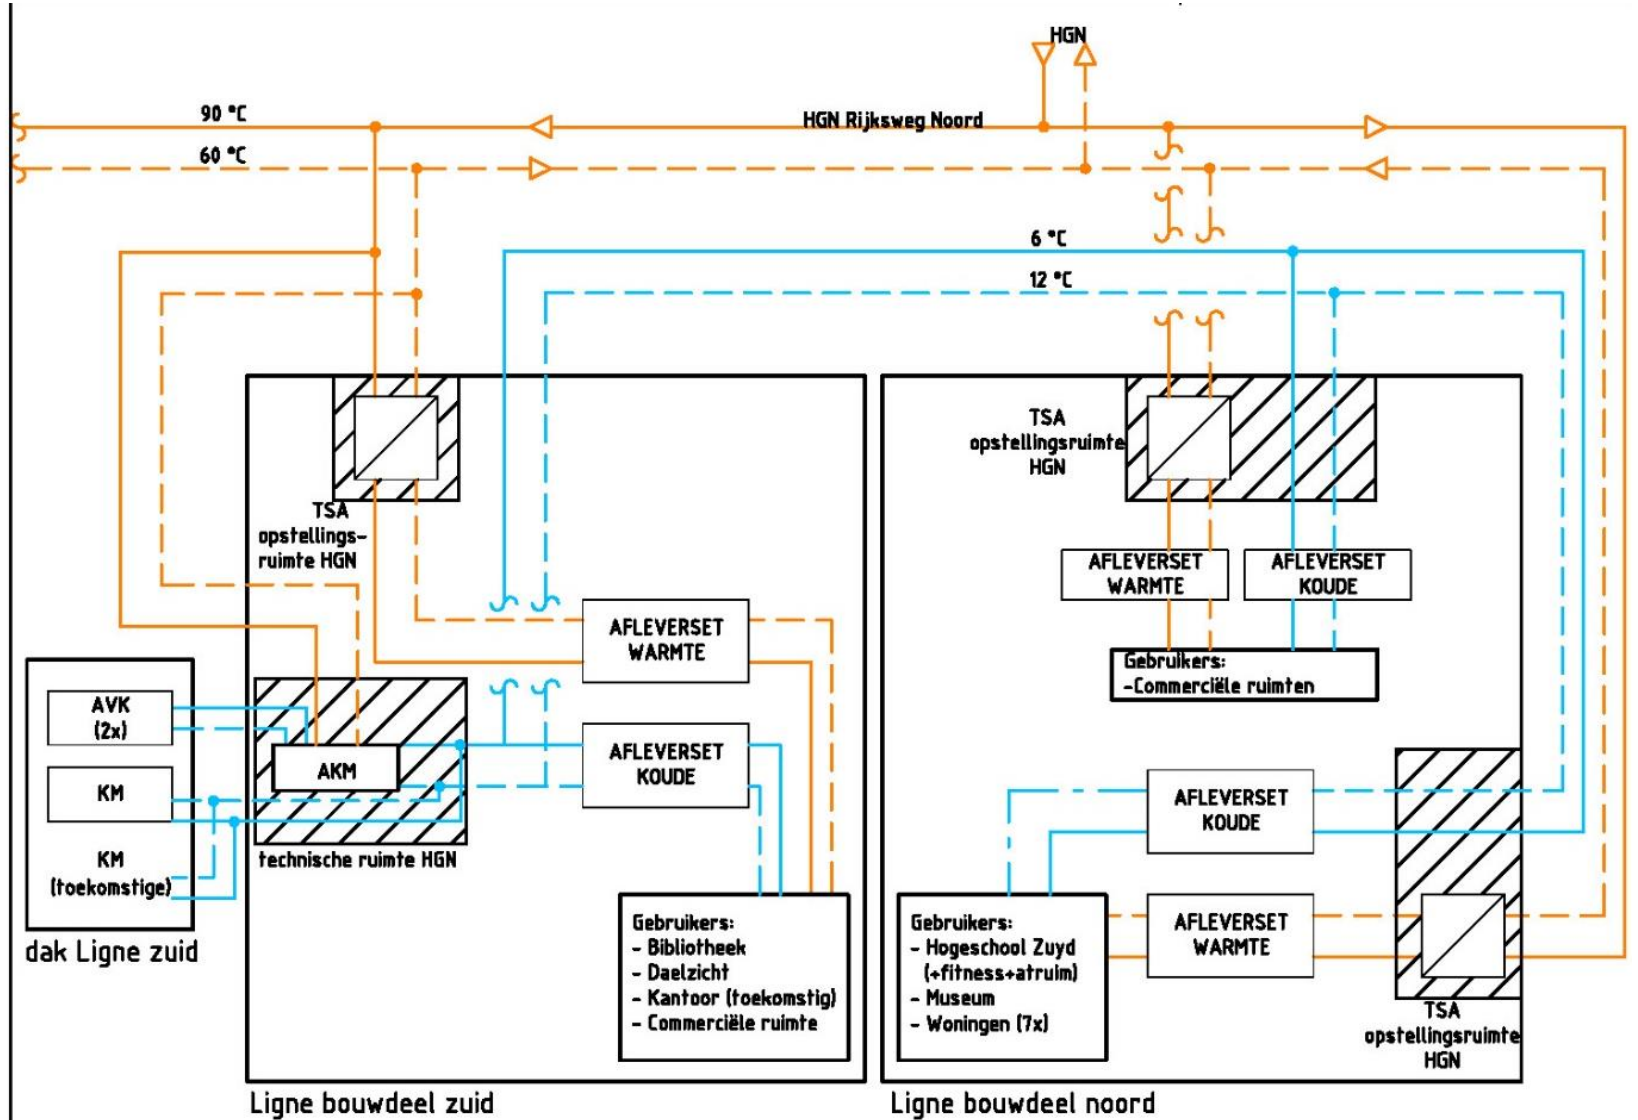 HGN
90 °C
HGN Rijksweg Noord
60 °C
6 °C
12 °C
TSA
opstellings-
ruimte HGN
TSA
opstellingsruimte
HGN
AFLEVERSET
WARMTE
AFLEVERSET
KOUDE
AFLEVERSET
WARMTE
Gebruikers:
-Commerciële ruimten
AVK
(2x)
KM
KM
(toekomstige)
dak Ligne zuid
AKM
technische ruimte HGN
AFLEVERSET
KOUDE
AFLEVERSET
KOUDE
AFLEVERSET
WARMTE
Gebruikers:
- Bibliotheek
- Daelzicht
- Kantoor (toekomstig)
- Commerciële ruimte
Gebruikers:
- Hogeschool Zuyd
(+fitness+atruim)
- Museum
- Woningen (7x)
TSA
opstellingsruimte
HGN
Ligne bouwdeel zuid
Ligne bouwdeel noord